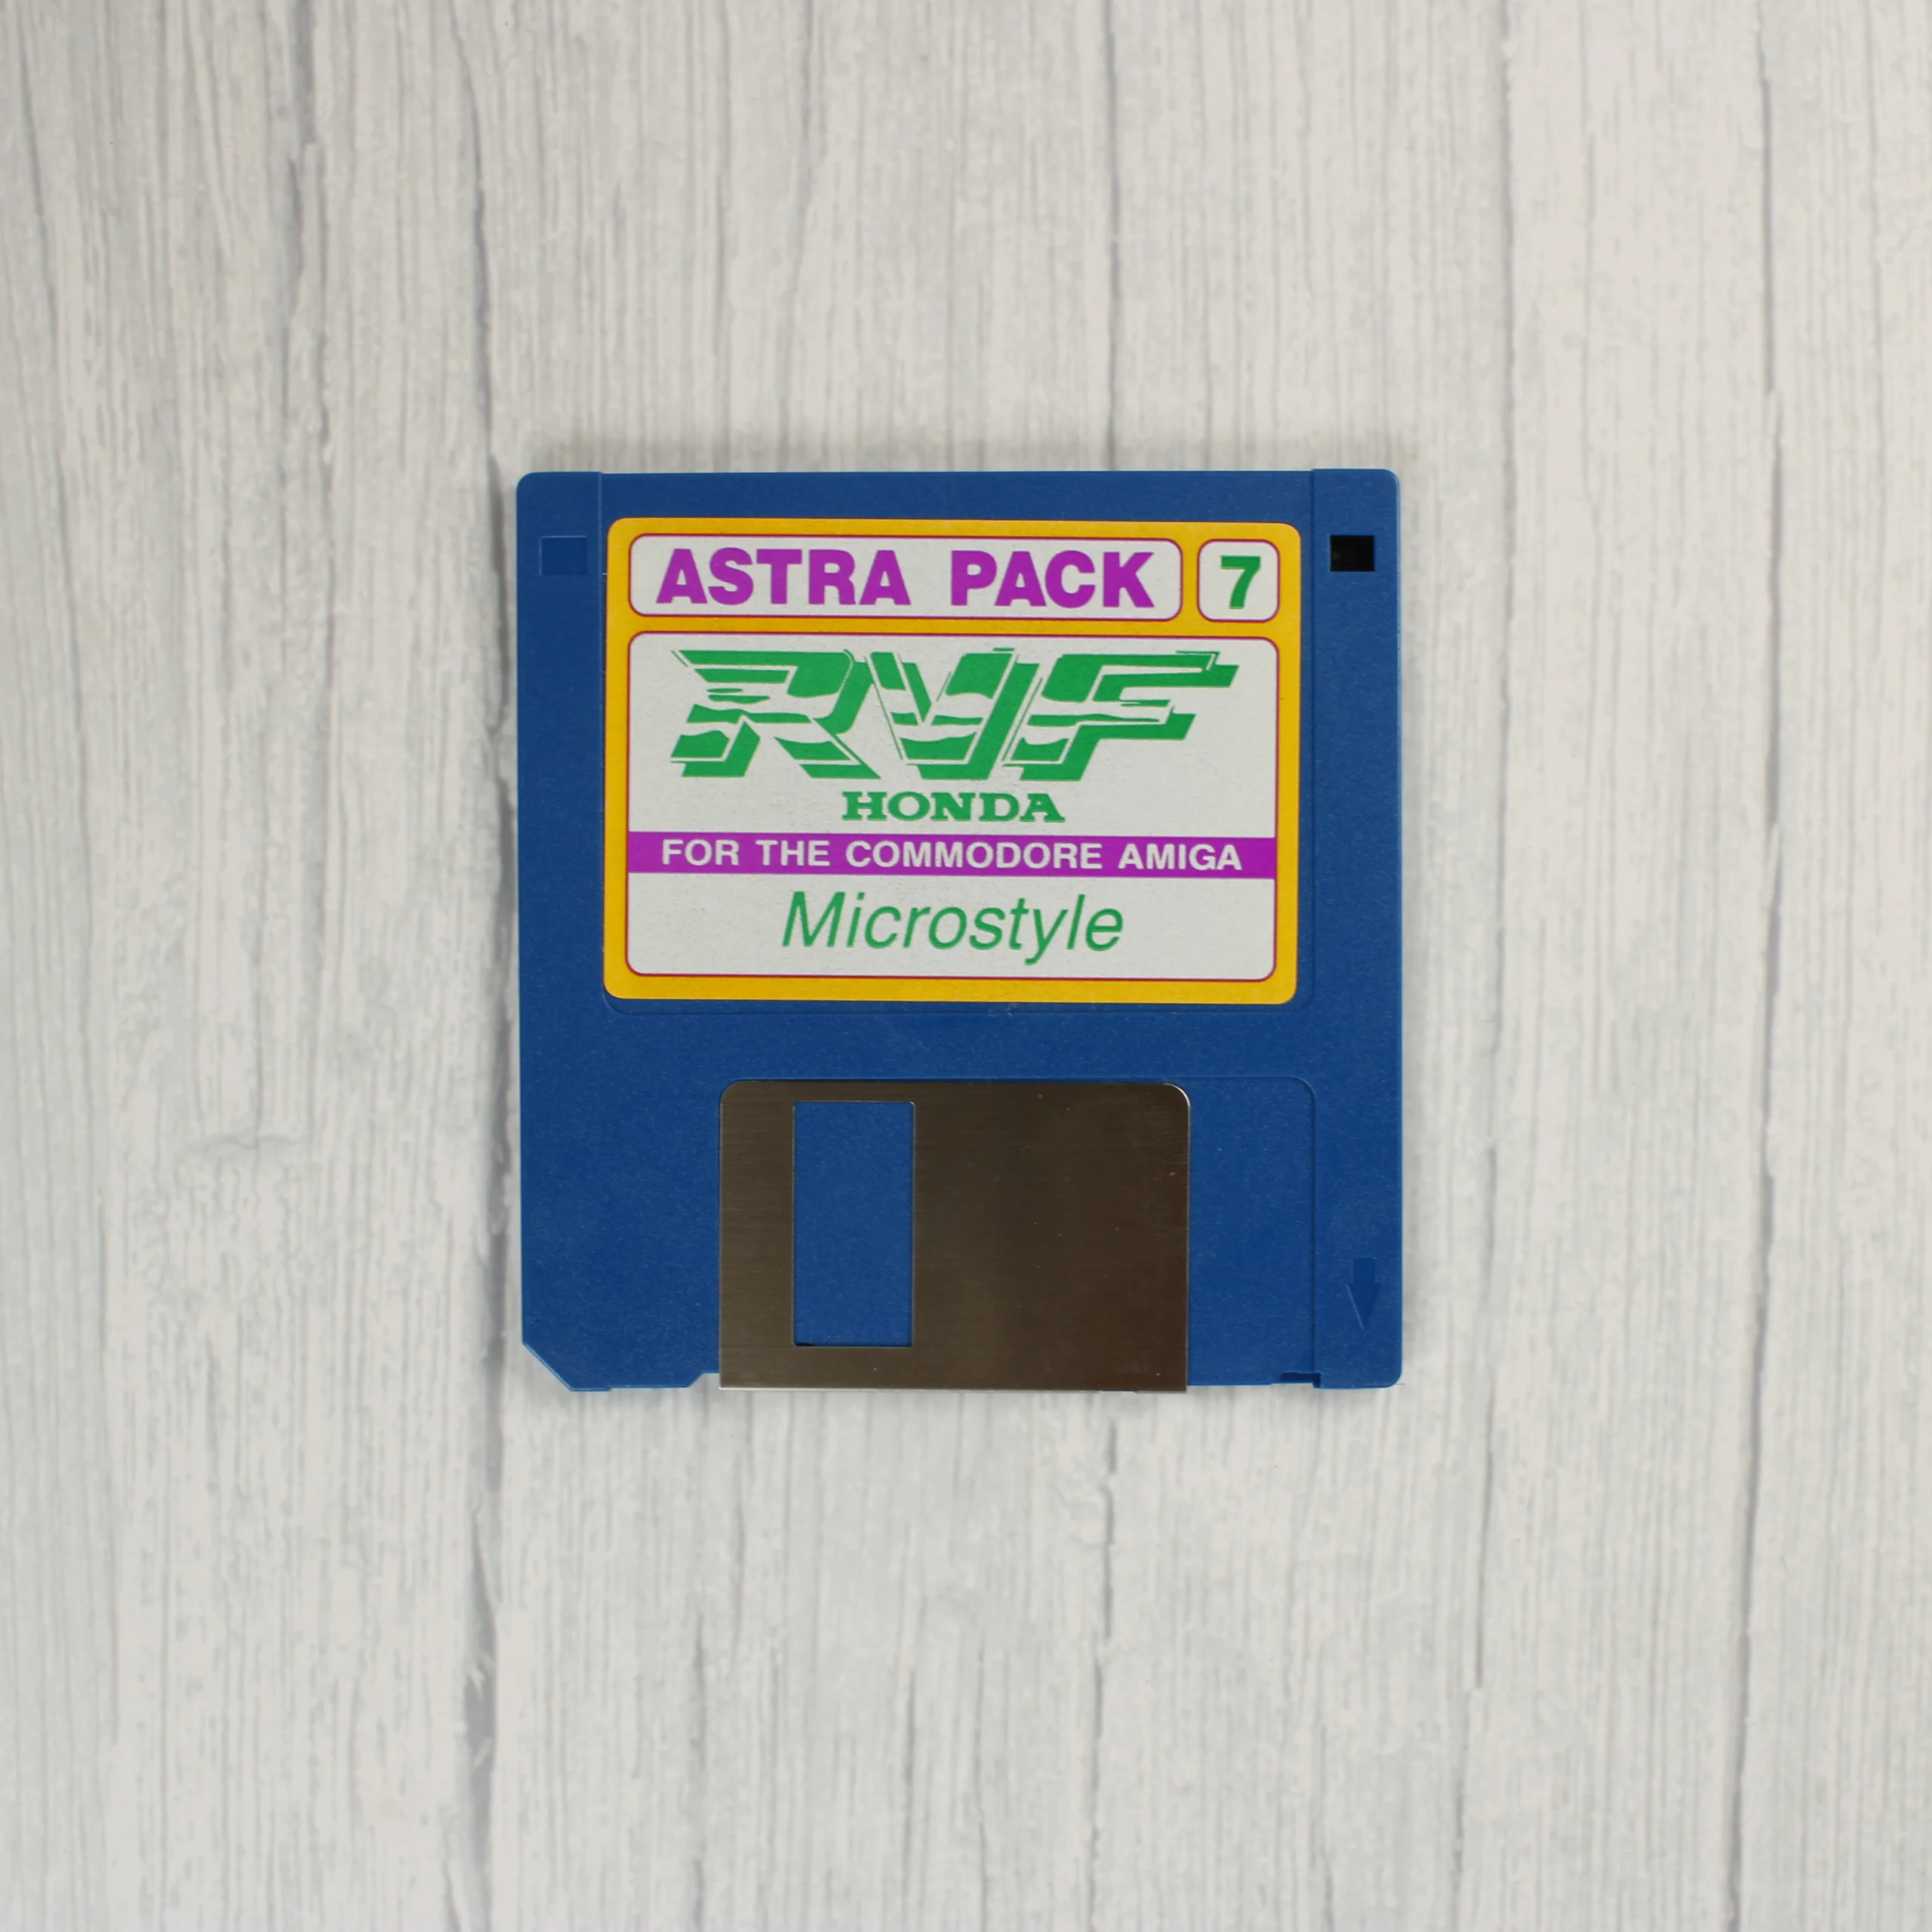 ASTRA PACK 7
RVF
HONDA
FOR THE COMMODORE AMIGA
Microstyle